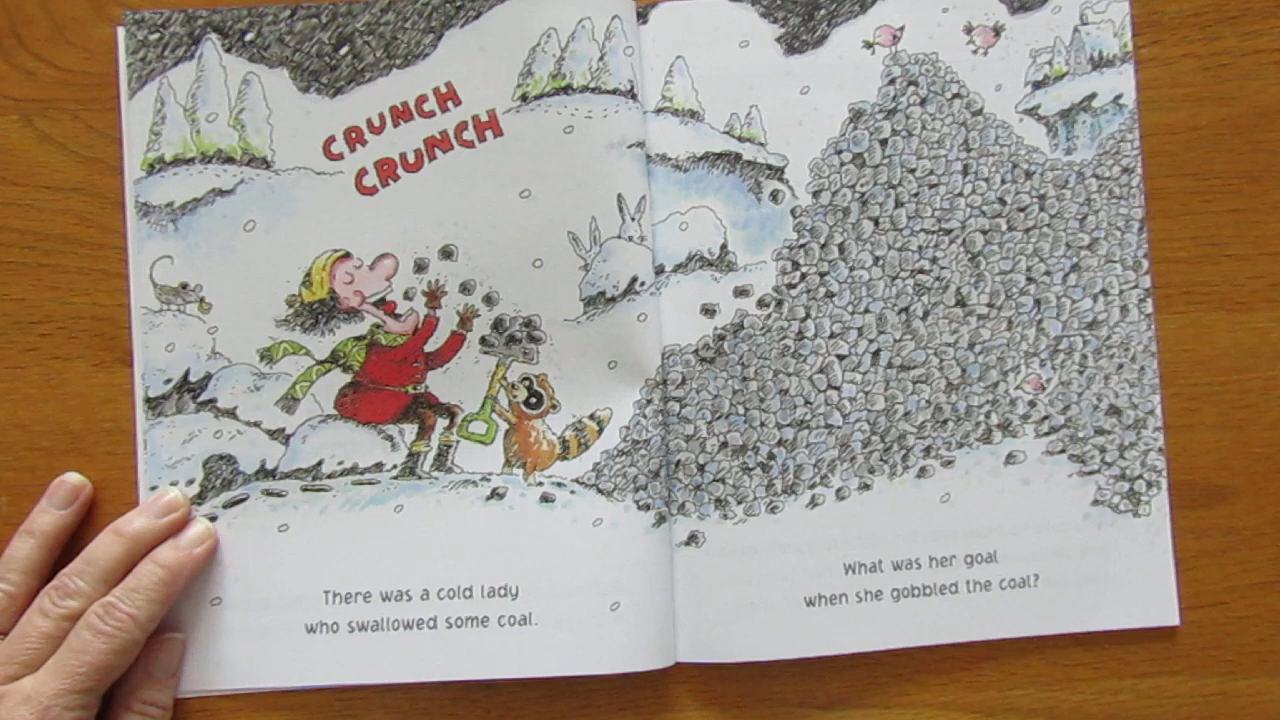 CRUNCH
CRUNCH
There was a cold lady
who swallowed some coal.
What was her goal
when she gobbled the coal?